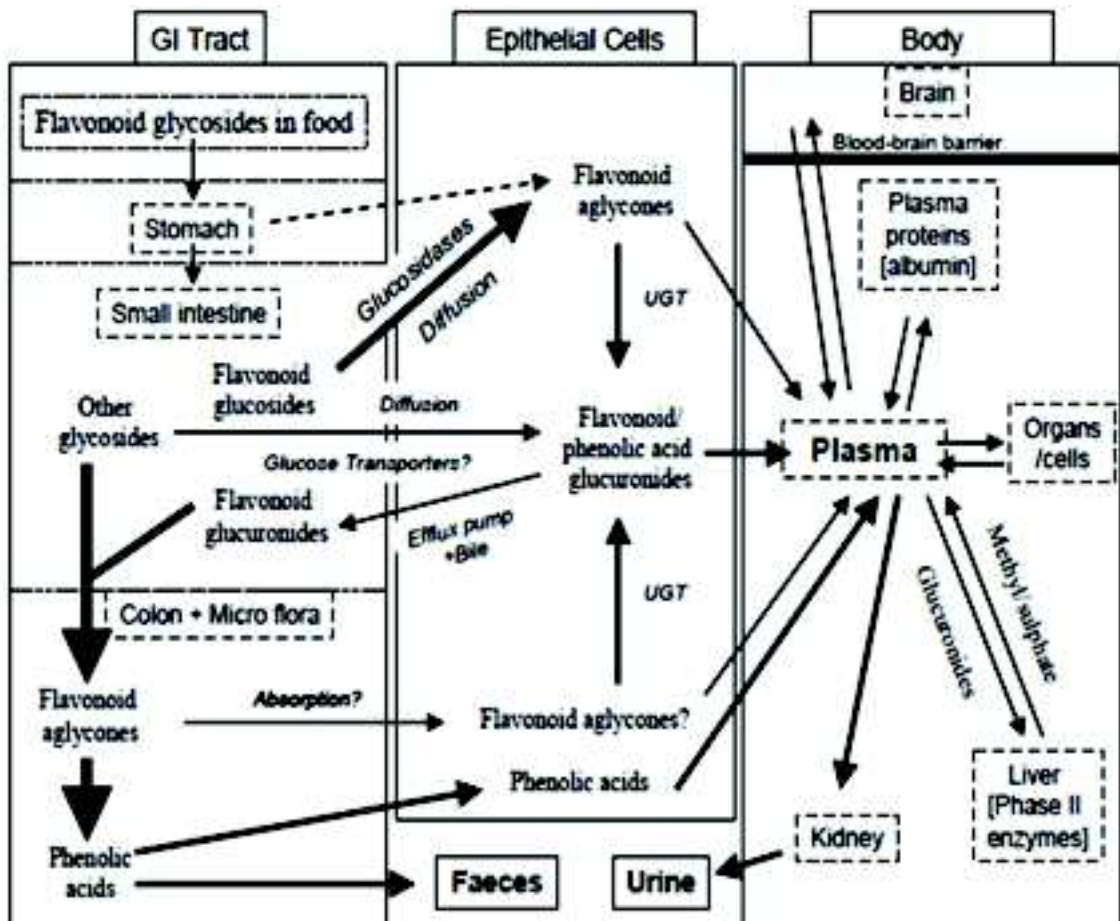 GI Tract
Epithelial Cells
Body
Flavonoid glycosides in food
Stomach
Small intestine
Glucosidases
Diffusion
Flavonoid
glucosides
Other
glycosides
Diffusion
Glucose Transporters?
Flavonoid
glucuronides
Efflux pump
+Bile
Colon + Micro flora
Flavonoid
aglycones
Absorption?
Phenolic
acids
Flavonoid
aglycones
UGT
Flavonoid/
phenolic acid
glucuronides
UGT
Flavonoid aglycones?
Phenolic acids
Faeces
Urine
Brain
Blood-brain barrier
Plasma
proteins
[albumin]
Plasma
Organs
/cells
Glucuronides
Methyl/sulphate
Liver
[Phase II
enzymes]
Kidney